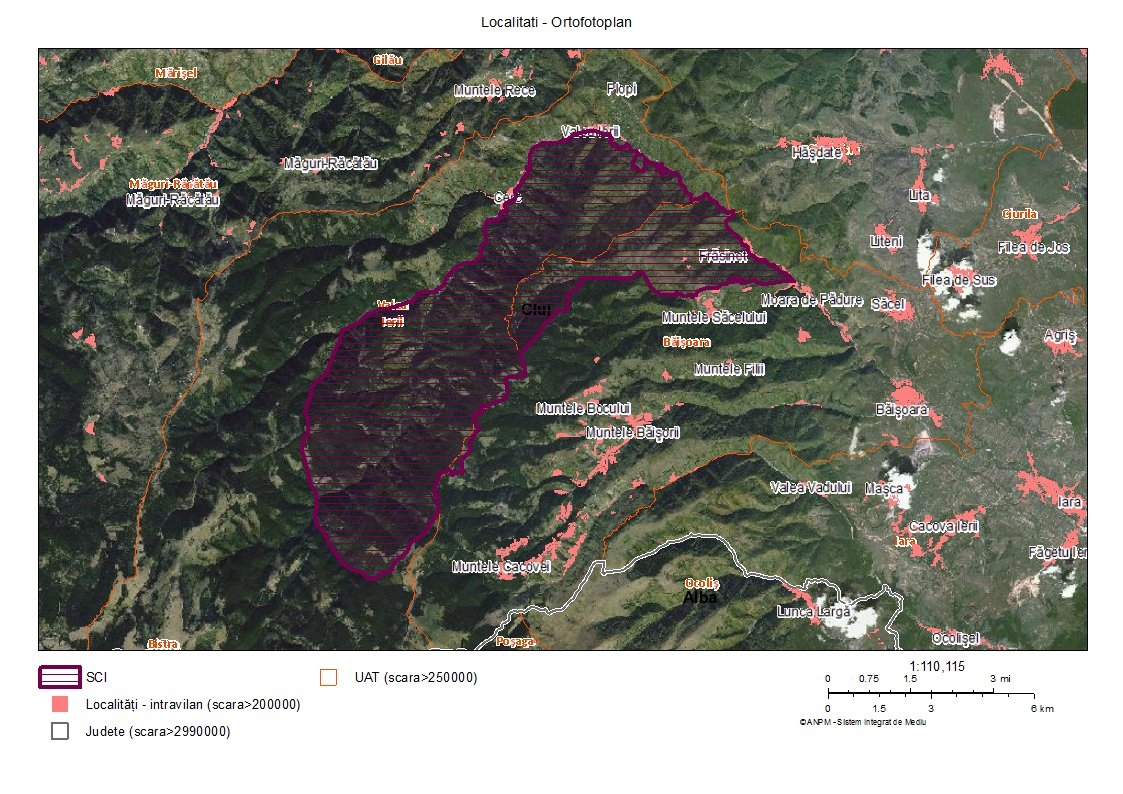 Localitati - Ortofotoplan
Gilău
Mărișel
Muntele Rece
Plopi
Hășdate
Măguri-Răcătău
Măguri-Răcătău
Măguri-Răcătău
Lita
Ciurila
Liteni
Filea de Jos
Frăsinet
Filea de Sus
Moara de Pădure
Săcel
Cluj
Valea
Ierii
Muntele Săcelului
Băișoara
Agriș
Muntele Filii
Muntele Bocului
Băișoara
Muntele Băișorii
Valea Vadului
Mașca
Iara
Cacova Ierii
Iara
Făgetu Ier
Muntele Cacovei
Ocoliș
Alba
Lunca Largă
Ocolișel
Bistra
Poșaga
SCI
UAT (scara>250000)
Localități - intravilan (scara>200000)
Judete (scara>2990000)
1:110,115
0 0.75 1.5 3 mi
0 1.5 3 6 km
©ANPM - Sistem Integrat de Mediu